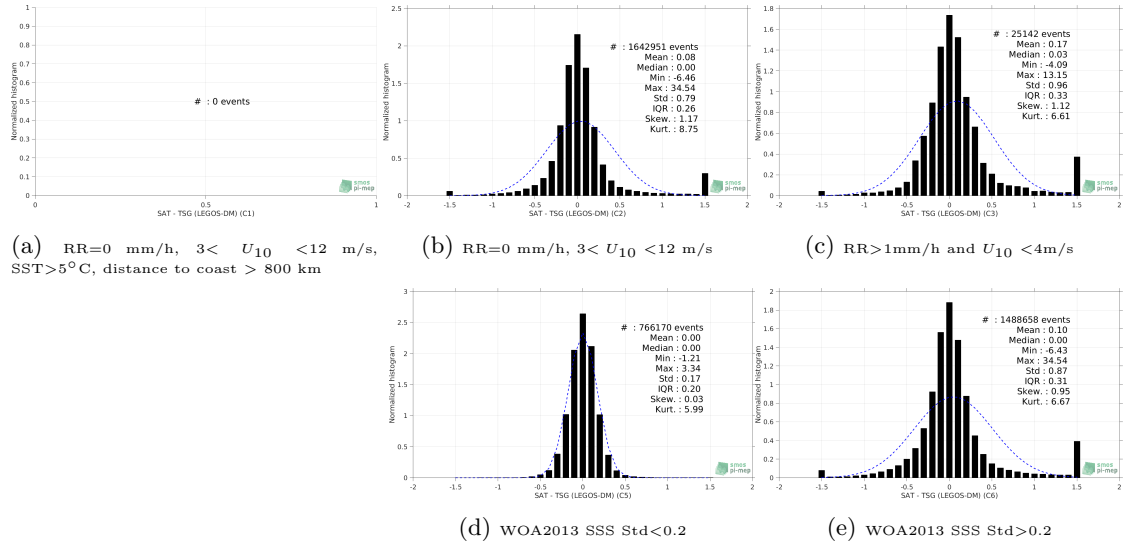 1
0.9
0.8
0.7
0.6
0.5
0.4
0.3
0.2
0.1
0
Normalized histogram
# : 0 events
smos
pi-mep
0 0.5 1
SAT - TSG (LEGOS-DM) (C1)
(a) RR=0 mm/h, 3< U10 <12 m/s,
SST>5°C, distance to coast > 800 km
2.5
2
1.5
1
0.5
0
Normalized histogram
# : 1642951 events
Mean : 0.08
Median : 0.00
Min : -6.46
Max : 34.54
Std : 0.79
IQR : 0.26
Skew. : 1.17
Kurt. : 8.75
smos
pi-mep
-2 -1.5 -1 -0.5 0 0.5 1 1.5 2
SAT - TSG (LEGOS-DM) (C2)
(b) RR=0 mm/h, 3< U10 <12 m/s
1.8
1.6
1.4
1.2
1
0.8
0.6
0.4
0.2
0
Normalized histogram
# : 25142 events
Mean : 0.17
Median : 0.03
Min : -4.09
Max : 13.15
Std : 0.96
IQR : 0.33
Skew. : 1.12
Kurt. : 6.61
smos
pi-mep
-2 -1.5 -1 -0.5 0 0.5 1 1.5 2
SAT - TSG (LEGOS-DM) (C3)
(c) RR>1mm/h and U10 <4m/s
3
2.5
2
1.5
1
0.5
0
Normalized histogram
# : 766170 events
Mean : 0.00
Median : 0.00
Min : -1.21
Max : 3.34
Std : 0.17
IQR : 0.20
Skew. : 0.03
Kurt. : 5.99
smos
pi-mep
-2 -1.5 -1 -0.5 0 0.5 1 1.5 2
SAT - TSG (LEGOS-DM) (C5)
(d) WOA2013 SSS Std<0.2
2
1.8
1.6
1.4
1.2
1
0.8
0.6
0.4
0.2
0
Normalized histogram
# : 1488658 events
Mean : 0.10
Median : 0.00
Min : -6.43
Max : 34.54
Std : 0.87
IQR : 0.31
Skew. : 0.95
Kurt. : 6.67
smos
pi-mep
-2 -1.5 -1 -0.5 0 0.5 1 1.5 2
SAT - TSG (LEGOS-DM) (C6)
(e) WOA2013 SSS Std>0.2